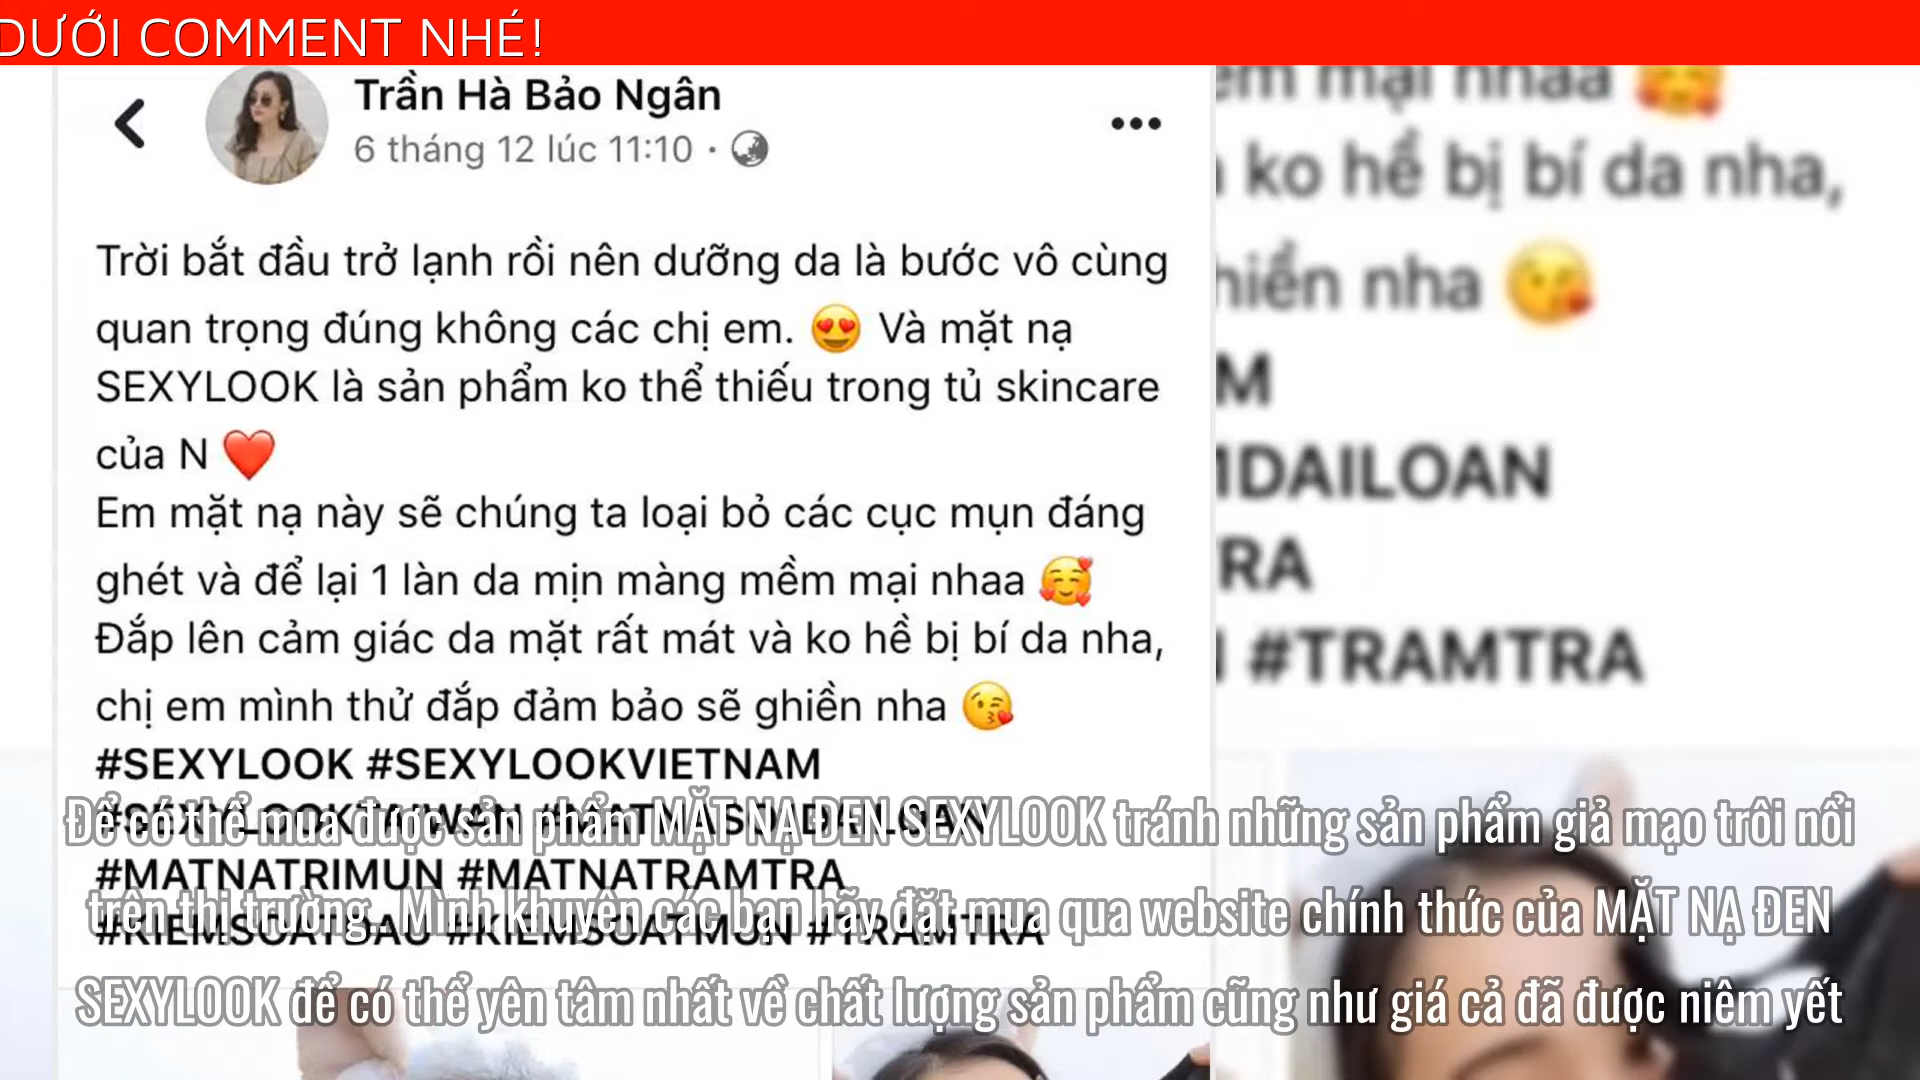 DƯỚI COMMENT NHÉ!
Trần Hà Bảo Ngân
6 tháng 12 lúc 11:10
Trời bắt đầu trở lạnh rồi nên dưỡng da là bước vô cùng
quan trọng đúng không các chị em. 😍 Và mặt nạ
SEXYLOOK là sản phẩm ko thể thiếu trong tủ skincare
của N ❤️
Em mặt nạ này sẽ chúng ta loại bỏ các cục mụn đáng
ghét và để lại 1 làn da mịn màng mềm mại nhaa 🥰
Đắp lên cảm giác da mặt rất mát và ko hề bị bí da nha,
chị em mình thử đắp đảm bảo sẽ ghiền nha 😘
#SEXYLOOK #SEXYLOOKVIETNAM
#MATNATRIMUN #MATNATRAMTRA
#KIEMSOATDAU #KIEMSOATMUN #TRAMTRA
mại nhaa 🥰
ko hề bị bí da nha,
nha 😘
DAILOAN
#TRAMTRA
Để có thể mua được sản phẩm MẶT NẠ ĐEN SEXYLOOK tránh những sản phẩm giả mạo trôi nổi
trên thị trường. Mình khuyên các bạn hãy đặt mua qua website chính thức của MẶT NẠ ĐEN
SEXYLOOK để có thể yên tâm nhất về chất lượng sản phẩm cũng như giá cả đã được niêm yết